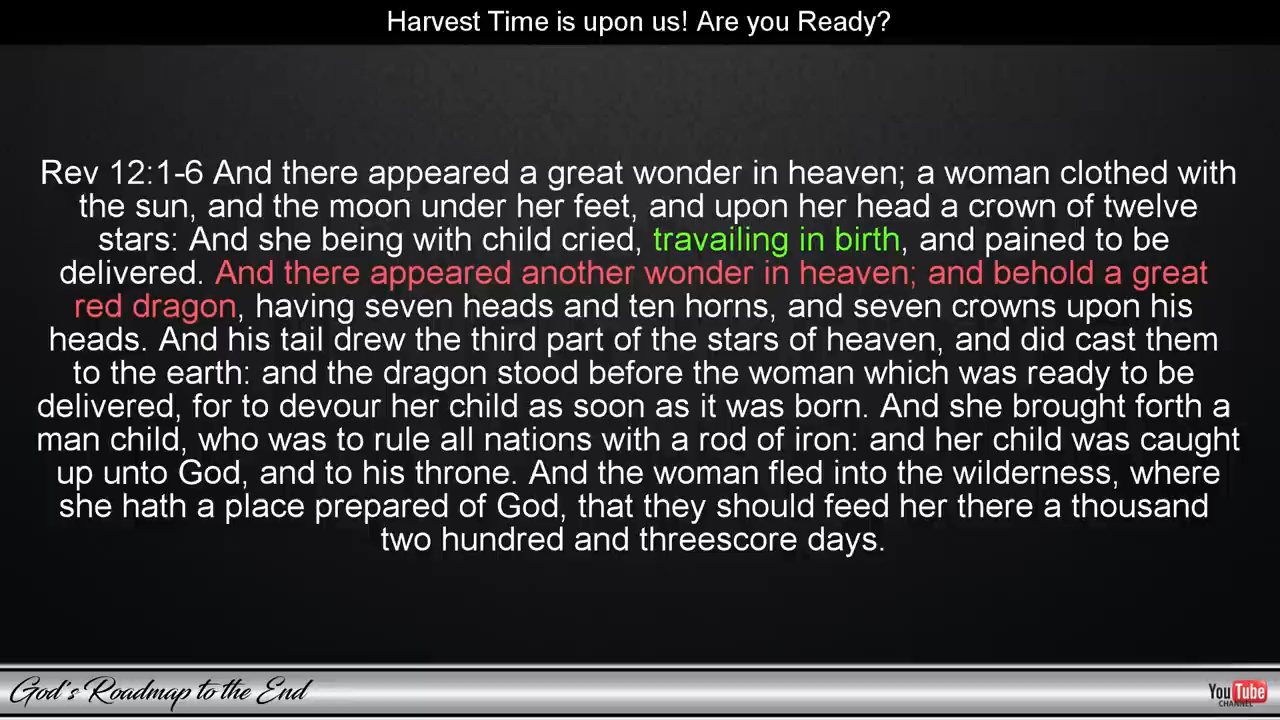 Harvest Time is upon us! Are you Ready?
Rev 12:1-6 And there appeared a great wonder in heaven; a woman clothed with
the sun, and the moon under her feet, and upon her head a crown of twelve
stars: And she being with child cried, travailing in birth, and pained to be
delivered. And there appeared another wonder in heaven; and behold a great
red dragon, having seven heads and ten horns, and seven crowns upon his
heads. And his tail drew the third part of the stars of heaven, and did cast them
to the earth: and the dragon stood before the woman which was ready to be
delivered, for to devour her child as soon as it was born. And she brought forth a
man child, who was to rule all nations with a rod of iron: and her child was caught
up unto God, and to his throne. And the woman fled into the wilderness, where
she hath a place prepared of God, that they should feed her there a thousand
two hundred and threescore days.
God's Roadmap to the End
YouTube
CHANNEL